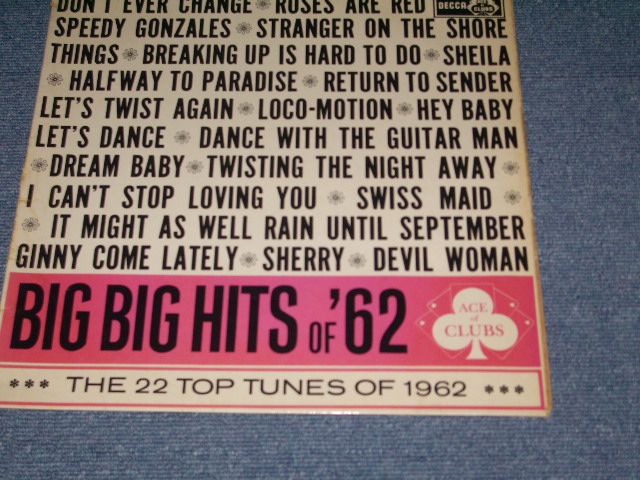 DON'T EVER CHANGE ROSES ARE RED
DECCA ACE of CLUBS
SPEEDY GONZALES STRANGER ON THE SHORE
THINGS BREAKING UP IS HARD TO DO SHEILA
HALFWAY TO PARADISE RETURN TO SENDER
LET'S TWIST AGAIN LOCO-MOTION HEY BABY
LET'S DANCE DANCE WITH THE GUITAR MAN
DREAM BABY TWISTING THE NIGHT AWAY
I CAN'T STOP LOVING YOU SWISS MAID
IT MIGHT AS WELL RAIN UNTIL SEPTEMBER
GINNY COME LATELY SHERRY DEVIL WOMAN
BIG BIG HITS OF '62
ACE
of
CLUBS
*** THE 22 TOP TUNES OF 1962 ***